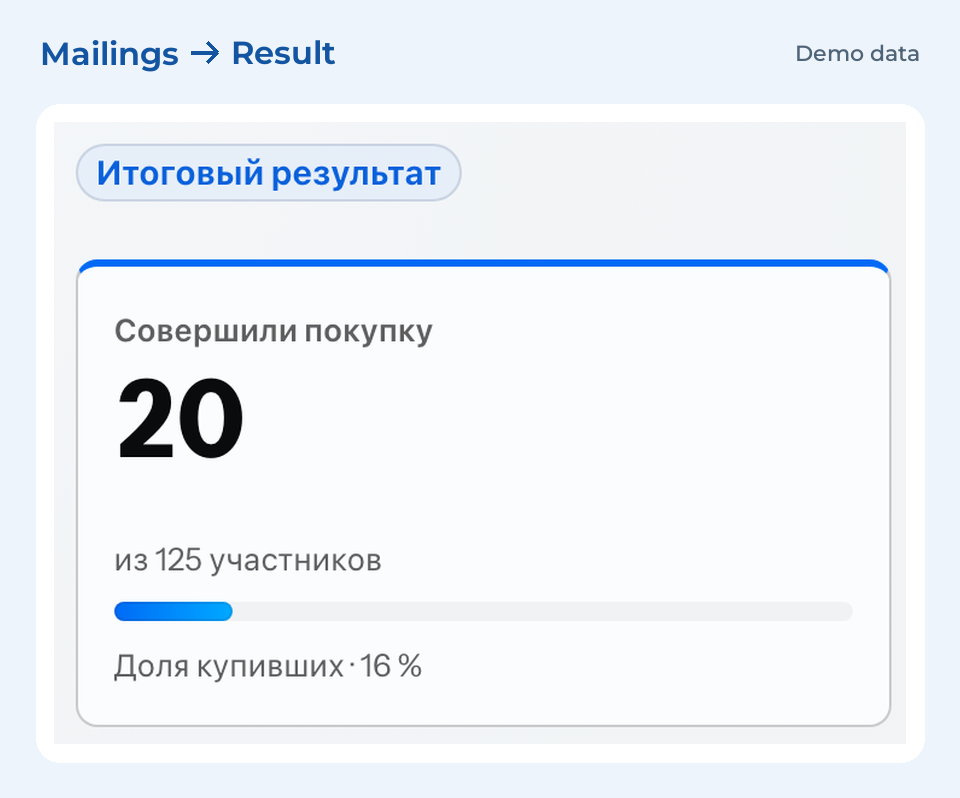 Mailings → Result
Demo data
Итоговый результат
Совершили покупку
20
из 125 участников
Доля купивших · 16 %